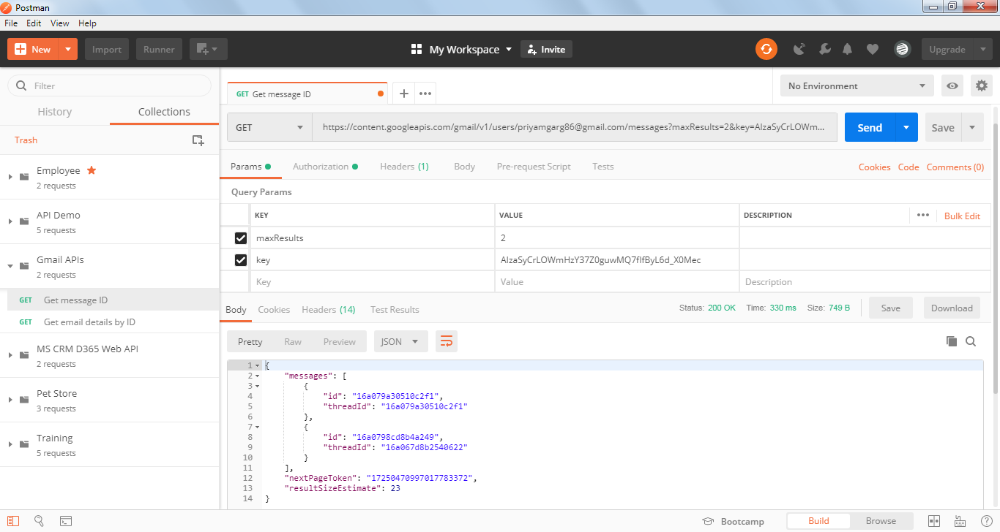 Postman
File Edit View Help
New Import Runner My Workspace Invite Upgrade
Filter
History Collections
Trash
Employee
2 requests
API Demo
5 requests
Gmail APIs
2 requests
GET Get message ID
GET Get email details by ID
MS CRM D365 Web API
2 requests
Pet Store
3 requests
Training
5 requests
GET Get message ID
No Environment
GET https://content.googleapis.com/gmail/v1/users/priyamgarg86@gmail.com/messages?maxResults=2&key=AIzaSyCrLOWm... Send Save
Params Authorization Headers (1) Body Pre-request Script Tests Cookies Code Comments (0)
Query Params
KEY VALUE DESCRIPTION Bulk Edit
maxResults 2
key AIzaSyCrLOWmHzY37Z0guwMQ7fIfByL6d_X0Mec
Key Value Description
Body Cookies Headers (14) Test Results Status: 200 OK Time: 330 ms Size: 749 B Save Download
Pretty Raw Preview JSON
1 {
2 "messages": [
3 {
4 "id": "16a079a30510c2f1",
5 "threadId": "16a079a30510c2f1"
6 },
7 {
8 "id": "16a0798cd8b4a249",
9 "threadId": "16a067d8b2540622"
10 }
11 ],
12 "nextPageToken": "17250470997017783372",
13 "resultSizeEstimate": 23
14 }
Bootcamp Build Browse